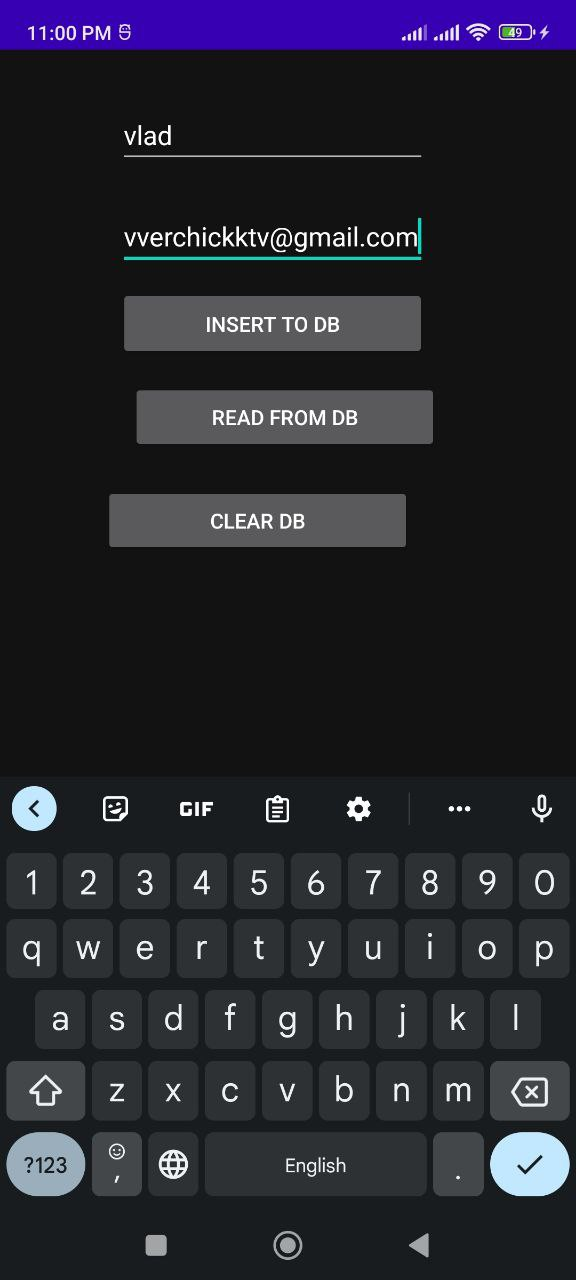 11:00 PM 49
vlad
vverchickktv@gmail.com
INSERT TO DB
READ FROM DB
CLEAR DB
GIF
1 2 3 4 5 6 7 8 9 0
q w e r t y u i o p
a s d f g h j k l
z x c v b n m
?123 , English .